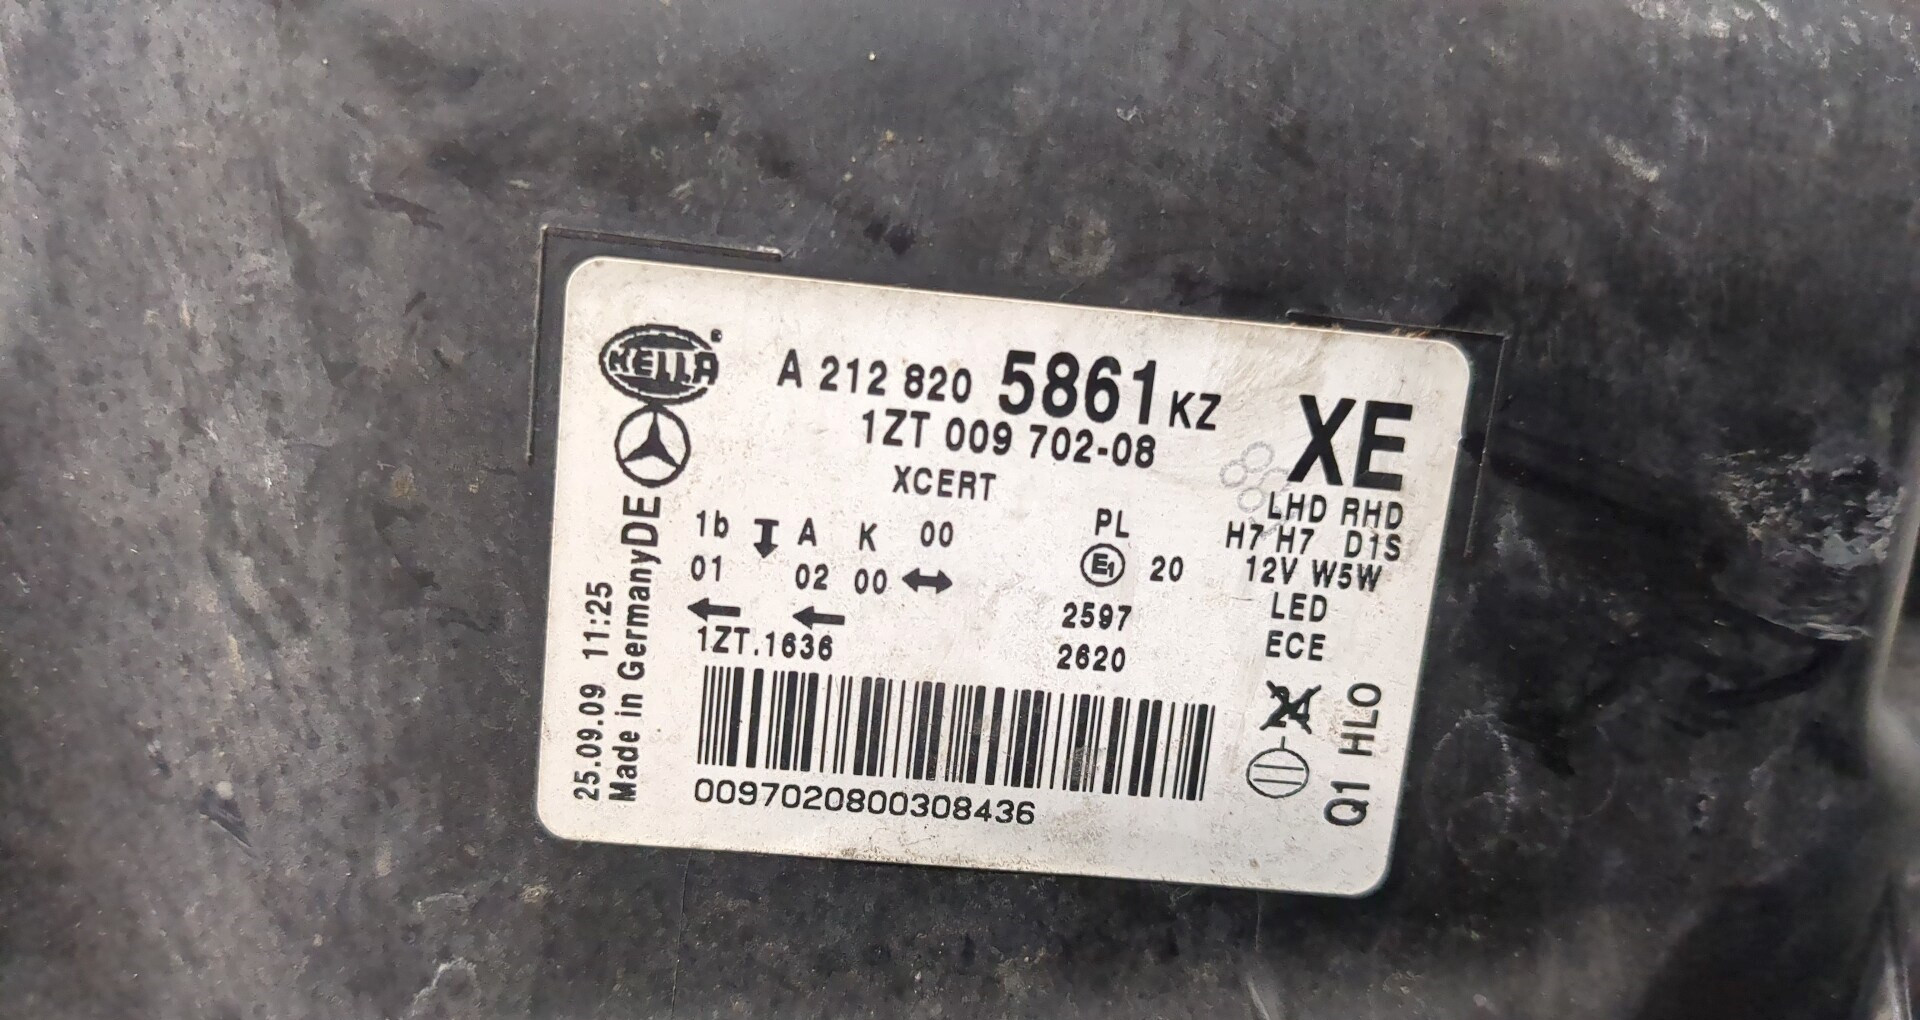 HELLA
A 212 820 5861 KZ
XE
1ZT 009 702-08
XCERT
LHD RHD
H7 H7 D1S
12V W5W
LED
ECE
1b A K 00
01 02 00
1ZT.1636
PL
E1 20
2597
2620
DE
25.09.09 11:25
Made in Germany
Q1 HLO
0097020800308436